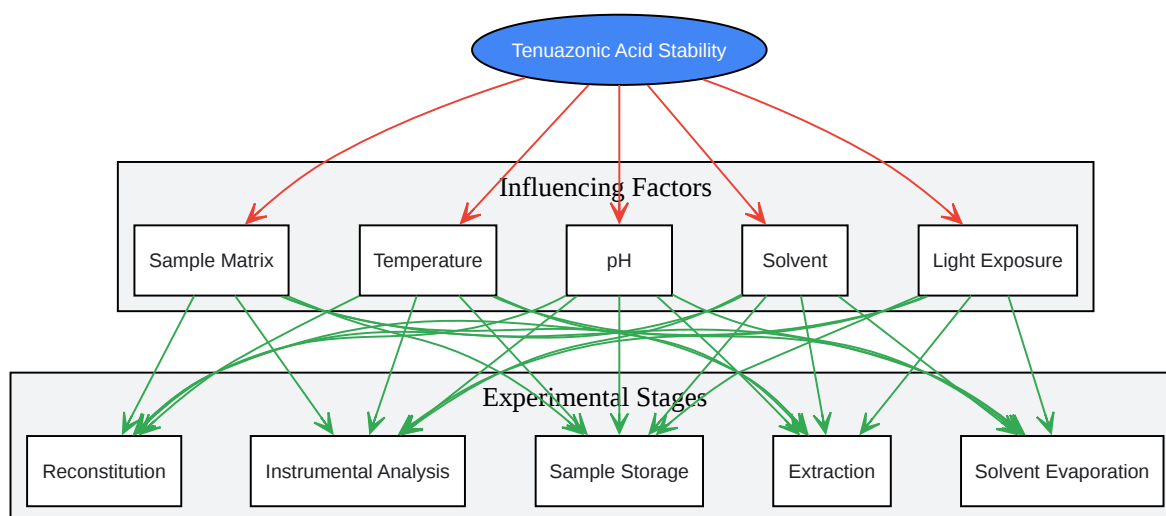 Tenuazonic Acid Stability
Influencing Factors
Sample Matrix
Temperature
pH
Solvent
Light Exposure
Experimental Stages
Reconstitution
Instrumental Analysis
Sample Storage
Extraction
Solvent Evaporation